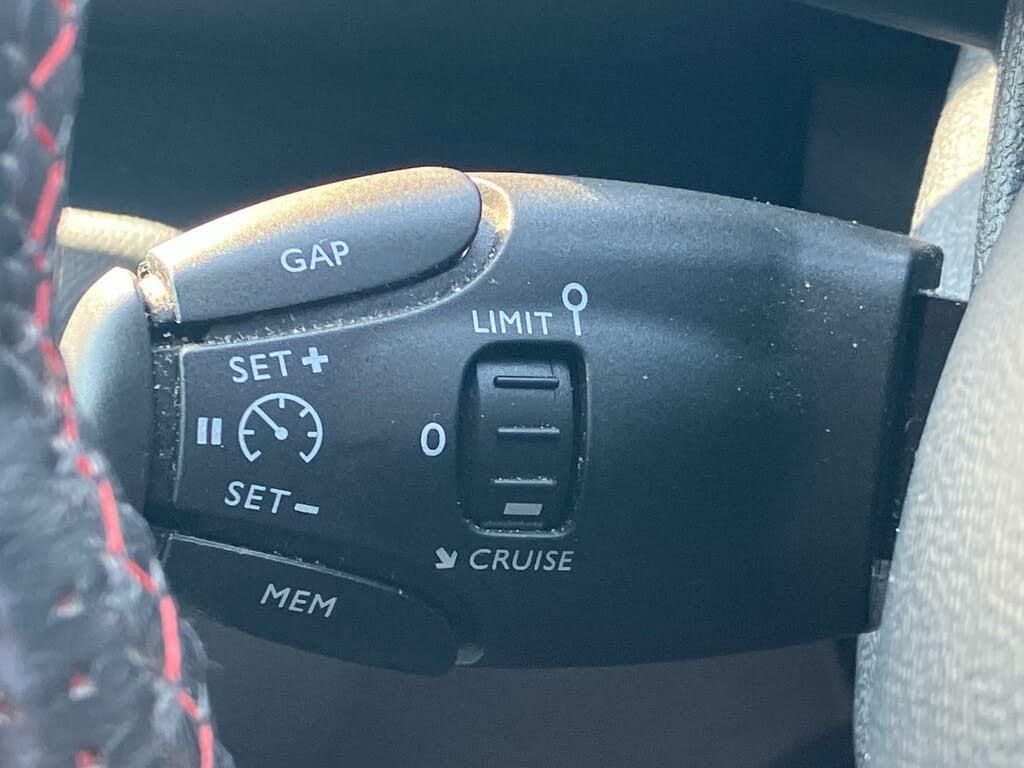 GAP
LIMIT
SET +
0
SET -
CRUISE
MEM